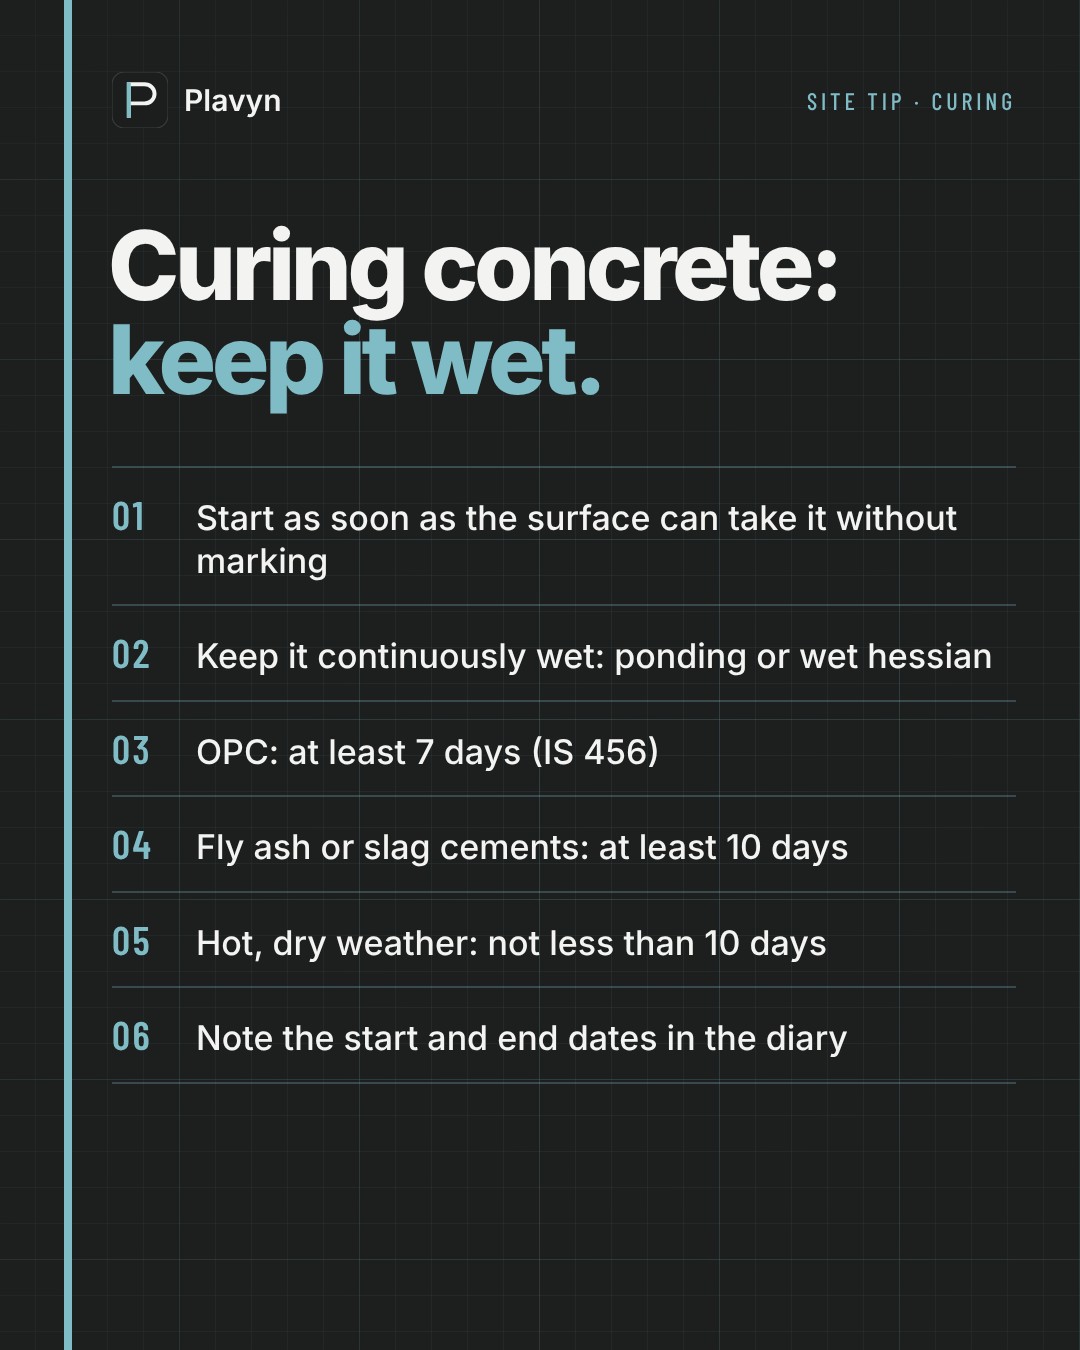 Plavyn
SITE TIP · CURING
Curing concrete:
keep it wet.
01 Start as soon as the surface can take it without
marking
02 Keep it continuously wet: ponding or wet hessian
03 OPC: at least 7 days (IS 456)
04 Fly ash or slag cements: at least 10 days
05 Hot, dry weather: not less than 10 days
06 Note the start and end dates in the diary